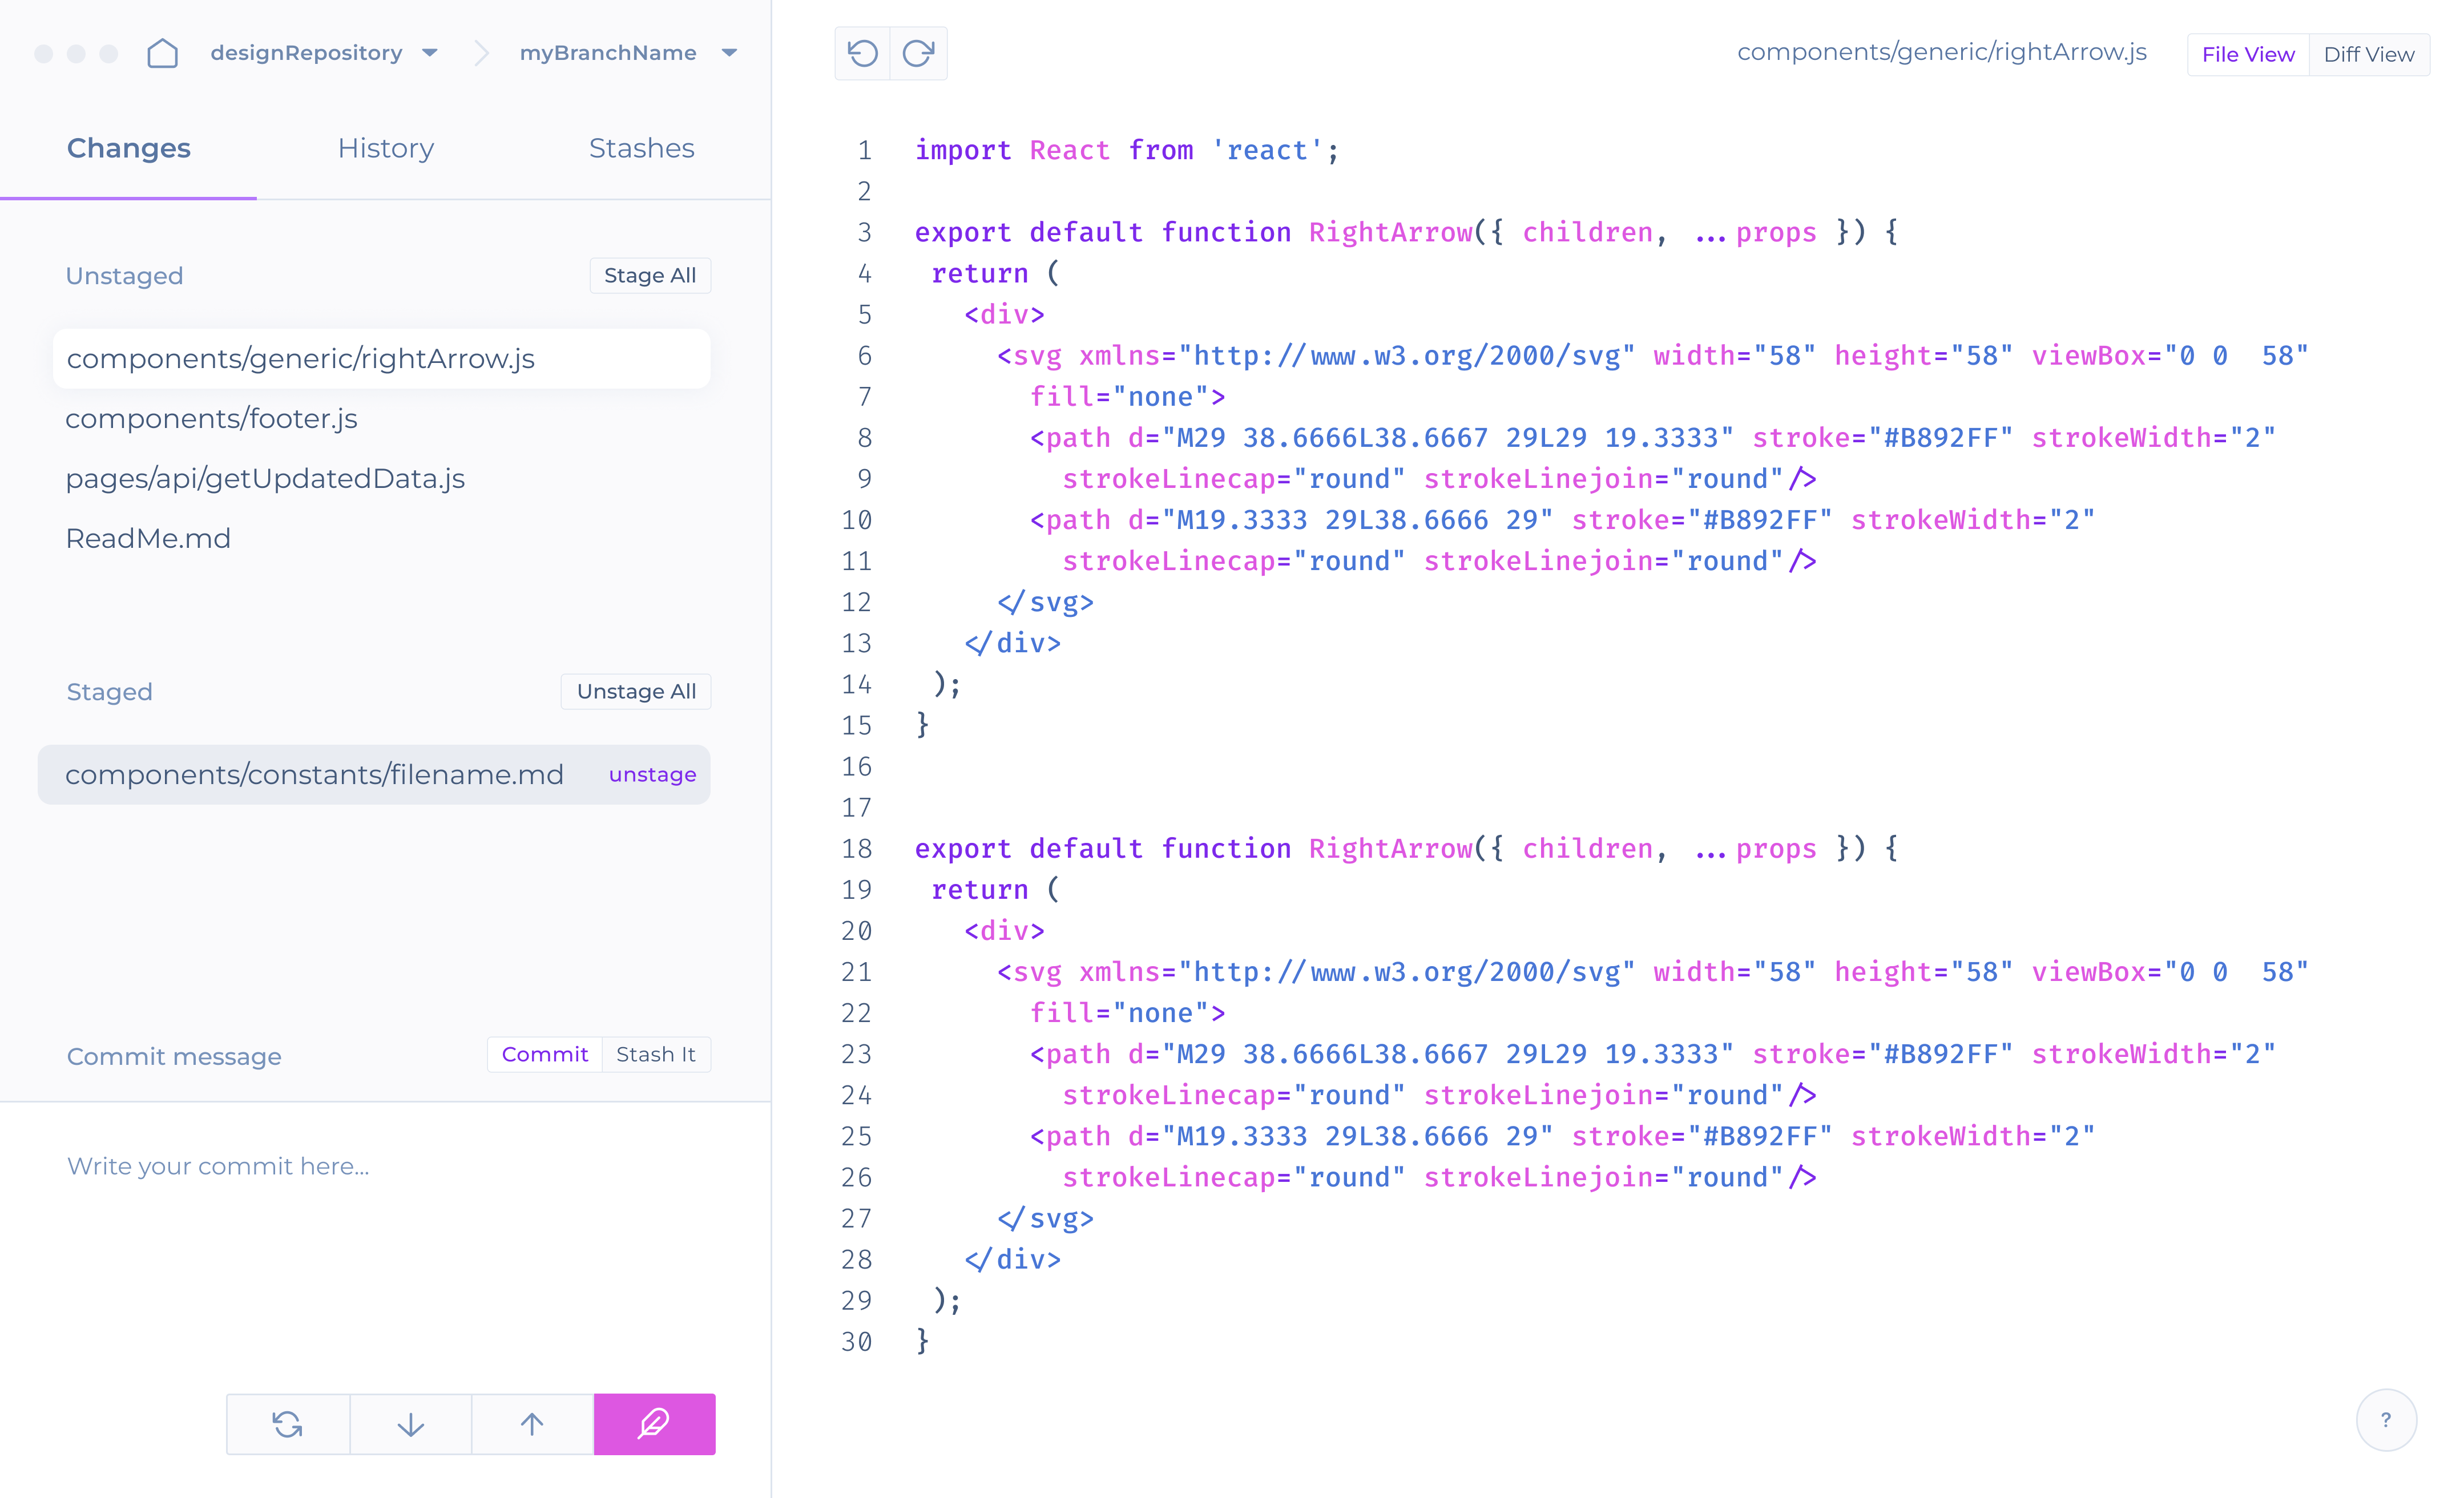 designRepository myBranchName
Changes History Stashes
Unstaged Stage All
components/generic/rightArrow.js
components/footer.js
pages/api/getUpdatedData.js
ReadMe.md
Staged Unstage All
components/constants/filename.md unstage
Commit message Commit Stash It
Write your commit here...
components/generic/rightArrow.js File View Diff View
1 import React from 'react';
2
3 export default function RightArrow({ children, ...props }) {
4 return (
5 <div>
6 <svg xmlns="http://www.w3.org/2000/svg" width="58" height="58" viewBox="0 0  58"
7 fill="none">
8 <path d="M29 38.6666L38.6667 29L29 19.3333" stroke="#B892FF" strokeWidth="2"
9 strokeLinecap="round" strokeLinejoin="round"/>
10 <path d="M19.3333 29L38.6666 29" stroke="#B892FF" strokeWidth="2"
11 strokeLinecap="round" strokeLinejoin="round"/>
12 </svg>
13 </div>
14 );
15 }
16
17
18 export default function RightArrow({ children, ...props }) {
19 return (
20 <div>
21 <svg xmlns="http://www.w3.org/2000/svg" width="58" height="58" viewBox="0 0  58"
22 fill="none">
23 <path d="M29 38.6666L38.6667 29L29 19.3333" stroke="#B892FF" strokeWidth="2"
24 strokeLinecap="round" strokeLinejoin="round"/>
25 <path d="M19.3333 29L38.6666 29" stroke="#B892FF" strokeWidth="2"
26 strokeLinecap="round" strokeLinejoin="round"/>
27 </svg>
28 </div>
29 );
30 }
?